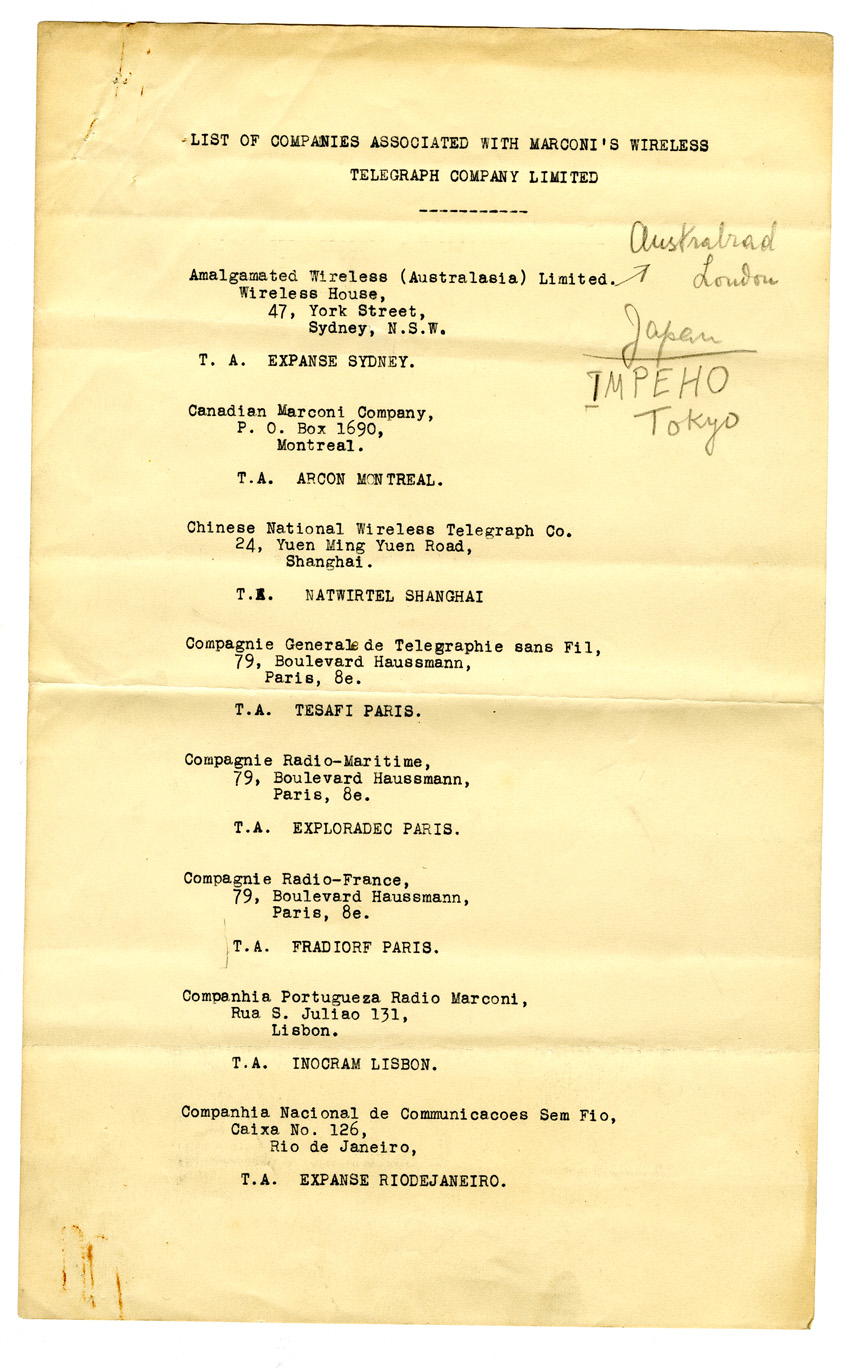 LIST OF COMPANIES ASSOCIATED WITH MARCONI'S WIRELESS
TELEGRAPH COMPANY LIMITED
-----------
Australrad
London
Amalgamated Wireless (Australasia) Limited.
Wireless House,
47, York Street,
Sydney, N.S.W.
T. A. EXPANSE SYDNEY.
Japan
IMPEHO
Tokyo
Canadian Marconi Company,
P. O. Box 1690,
Montreal.
T.A. ARCON MONTREAL.
Chinese National Wireless Telegraph Co.
24, Yuen Ming Yuen Road,
Shanghai.
T.A. NATWIRTEL SHANGHAI
Compagnie Generale de Telegraphie sans Fil,
79, Boulevard Haussmann,
Paris, 8e.
T.A. TESAFI PARIS.
Compagnie Radio-Maritime,
79, Boulevard Haussmann,
Paris, 8e.
T.A. EXPLORADEC PARIS.
Compagnie Radio-France,
79, Boulevard Haussmann,
Paris, 8e.
T.A. FRADIORF PARIS.
Companhia Portugueza Radio Marconi,
Rua S. Juliao 131,
Lisbon.
T.A. INOCRAM LISBON.
Companhia Nacional de Communicacoes Sem Fio,
Caixa No. 126,
Rio de Janeiro,
T.A. EXPANSE RIODEJANEIRO.